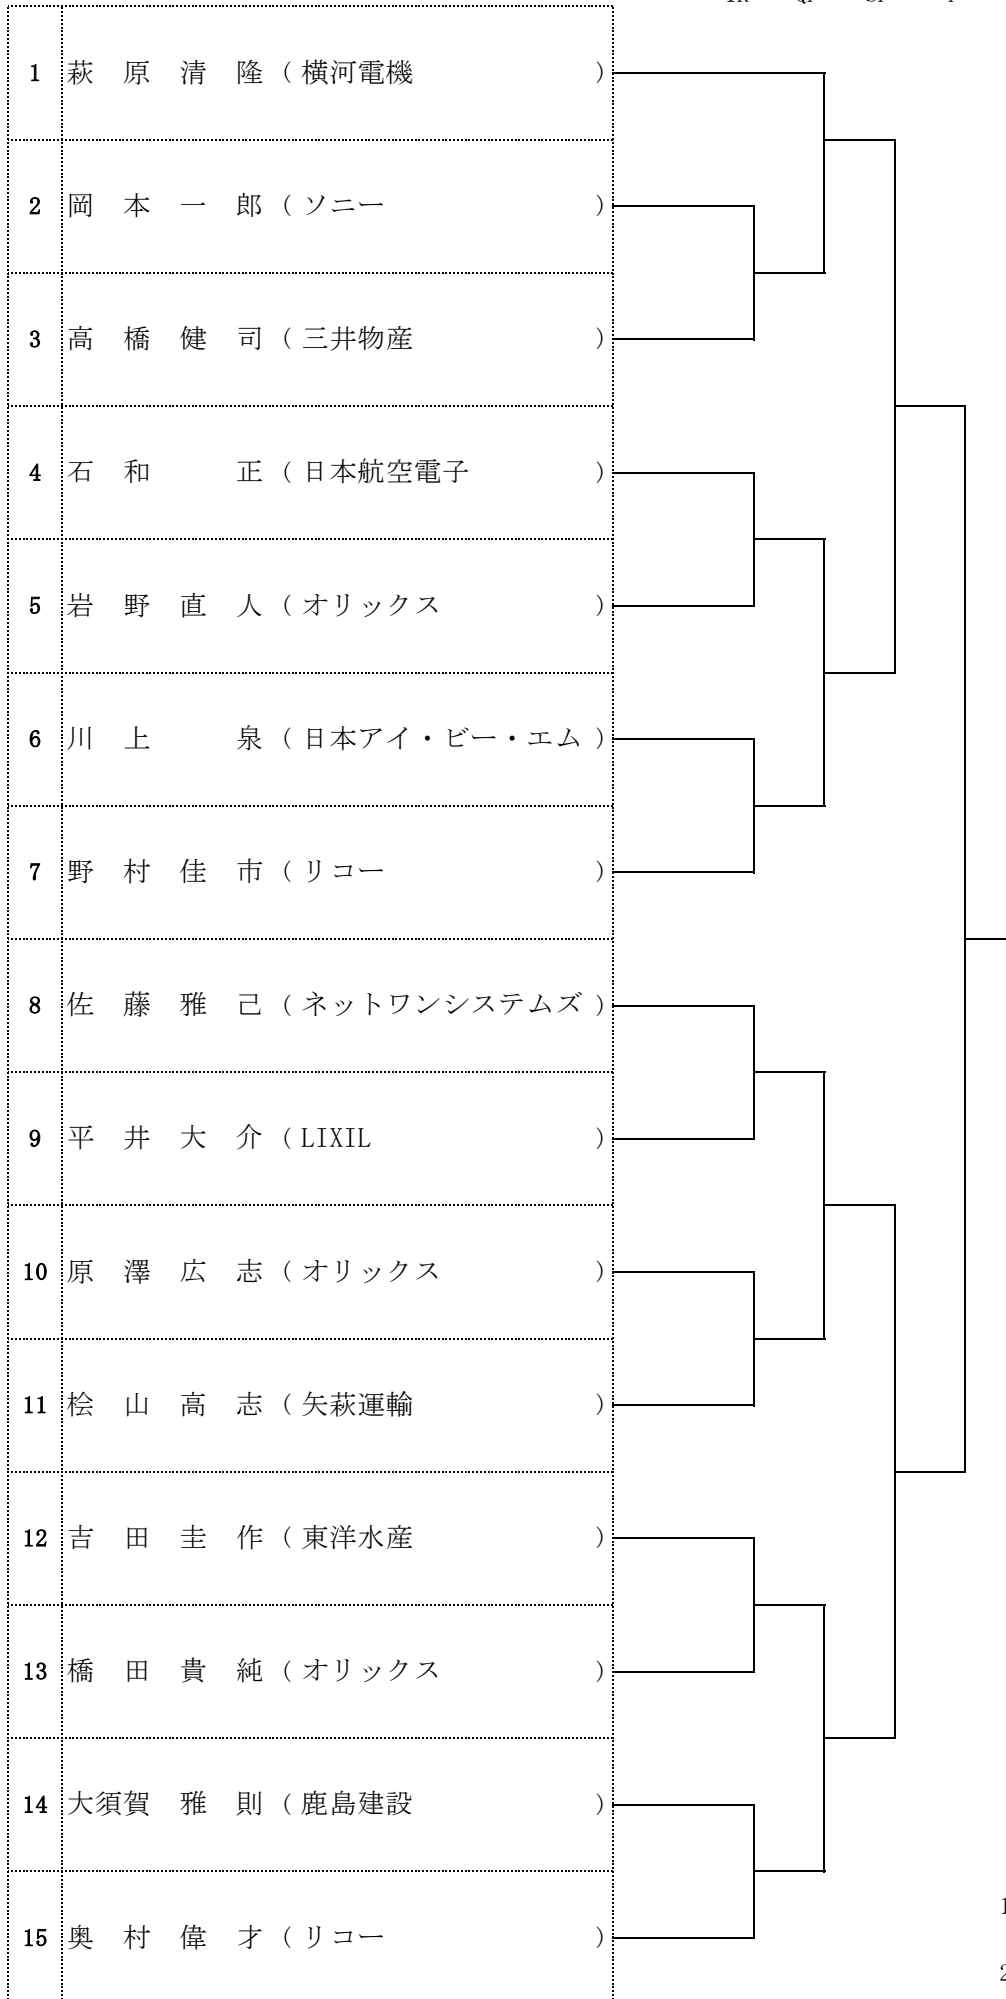 1 萩 原 清 隆 ( 横河電機 )
2 岡 本 一 郎 ( ソニー )
3 高 橋 健 司 ( 三井物産 )
4 石 和 正 ( 日本航空電子 )
5 岩 野 直 人 ( オリックス )
6 川 上 泉 ( 日本アイ・ビー・エム )
7 野 村 佳 市 ( リコー )
8 佐 藤 雅 己 ( ネットワンシステムズ )
9 平 井 大 介 ( LIXIL )
10 原 澤 広 志 ( オリックス )
11 桧 山 高 志 ( 矢萩運輸 )
12 吉 田 圭 作 ( 東洋水産 )
13 橋 田 貴 純 ( オリックス )
14 大須賀 雅 則 ( 鹿島建設 )
15 奥 村 偉 才 ( リコー )